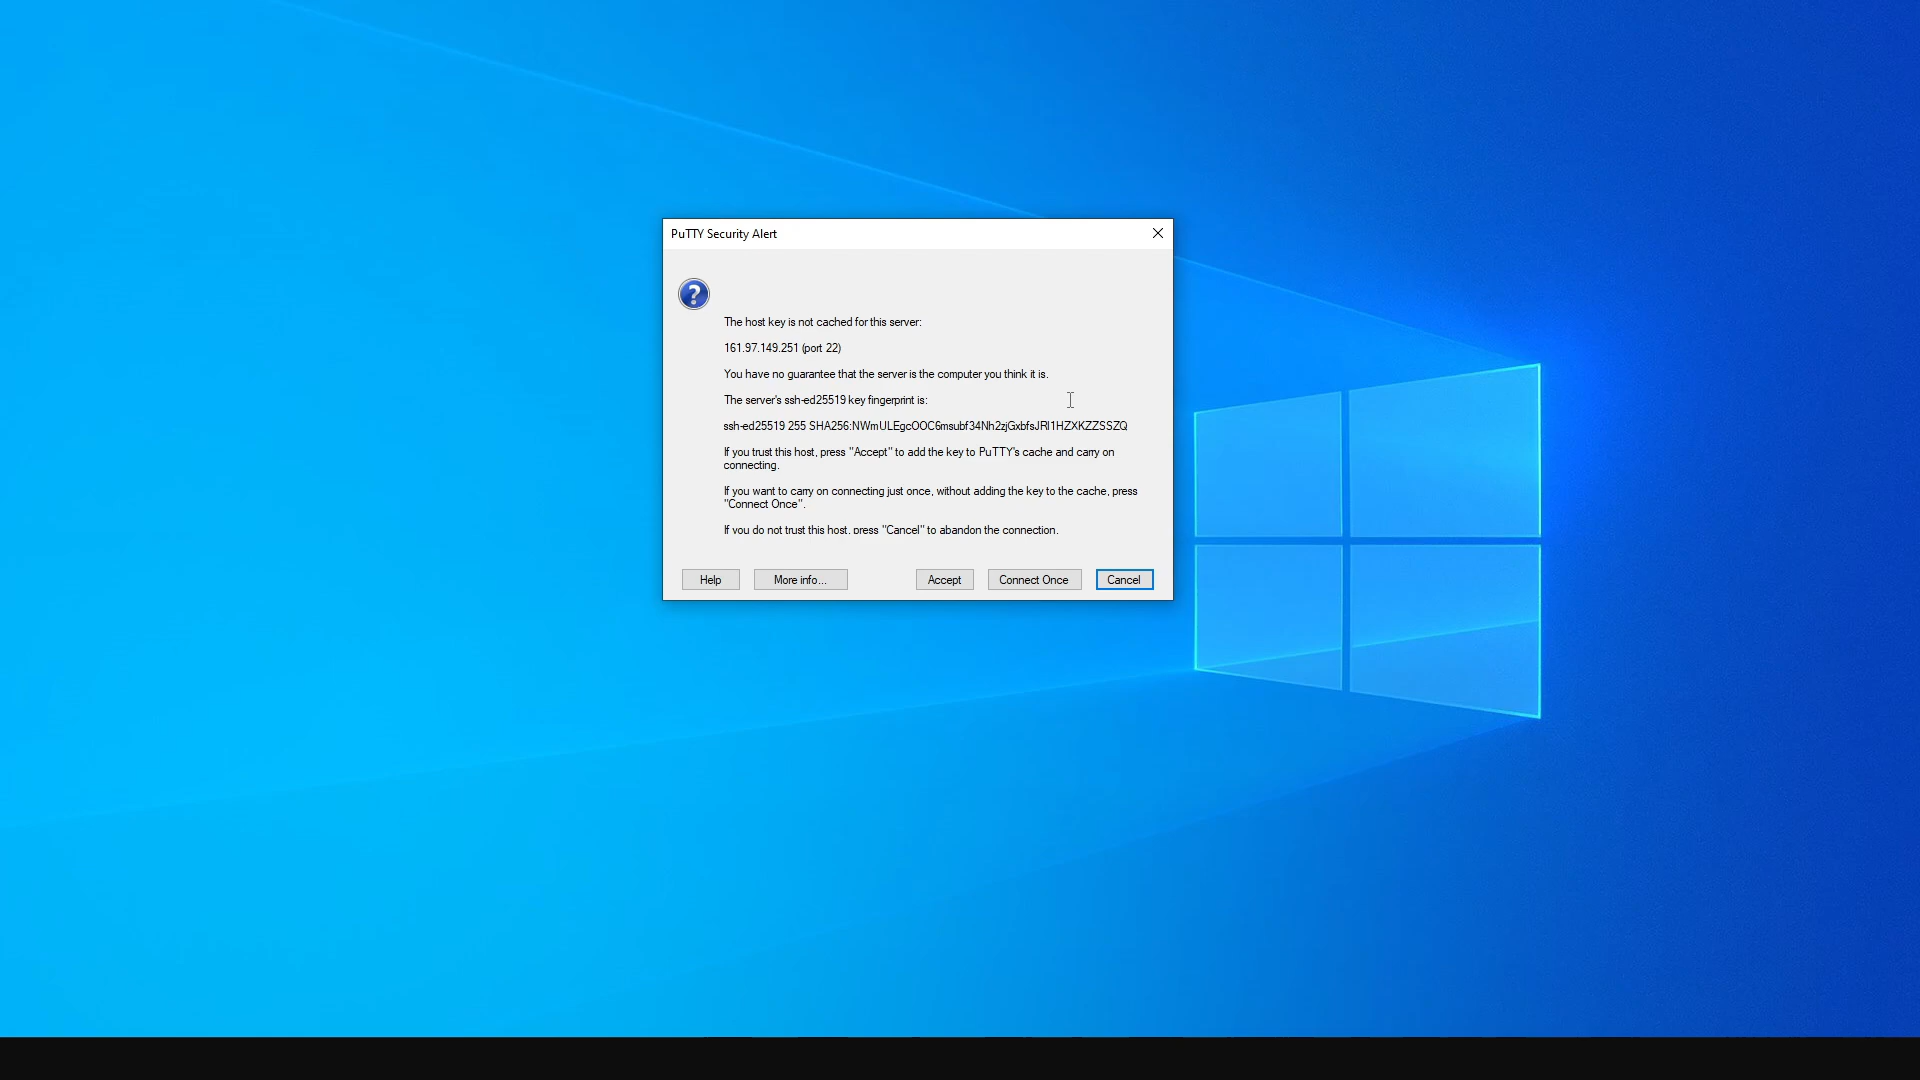 PuTTY Security Alert
The host key is not cached for this server:
161.97.149.251 (port 22)
You have no guarantee that the server is the computer you think it is.
The server's ssh-ed25519 key fingerprint is:
ssh-ed25519 255 SHA256:NWmULEgcOOC6msubf34Nh2zjGxbfsJRl1HZXKZZSSZQ
If you trust this host, press "Accept" to add the key to PuTTY's cache and carry on
connecting.
If you want to carry on connecting just once, without adding the key to the cache, press
"Connect Once".
If you do not trust this host, press "Cancel" to abandon the connection.
Help More info... Accept Connect Once Cancel